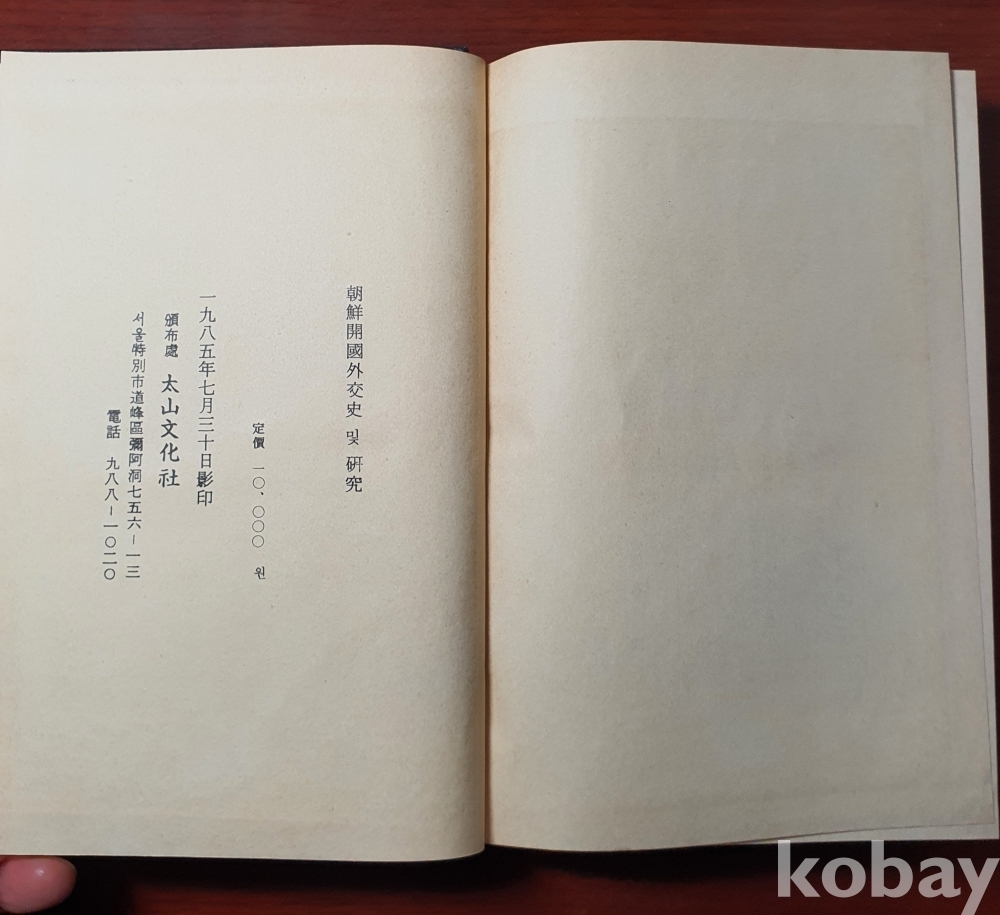 朝鮮開國外交史 및 硏究
定價 一〇、〇〇〇 원
一九八五年七月三十日影印
頒布處 太山文化社
서울特別市道峰區彌阿洞七五六ー一三
電話 九八八ー一〇二〇
kobay